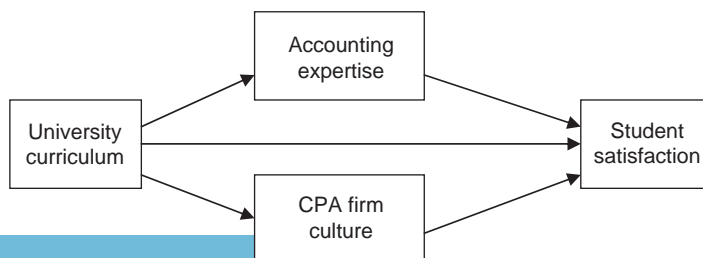 Accounting
expertise
University
curriculum
Student
satisfaction
CPA firm
culture